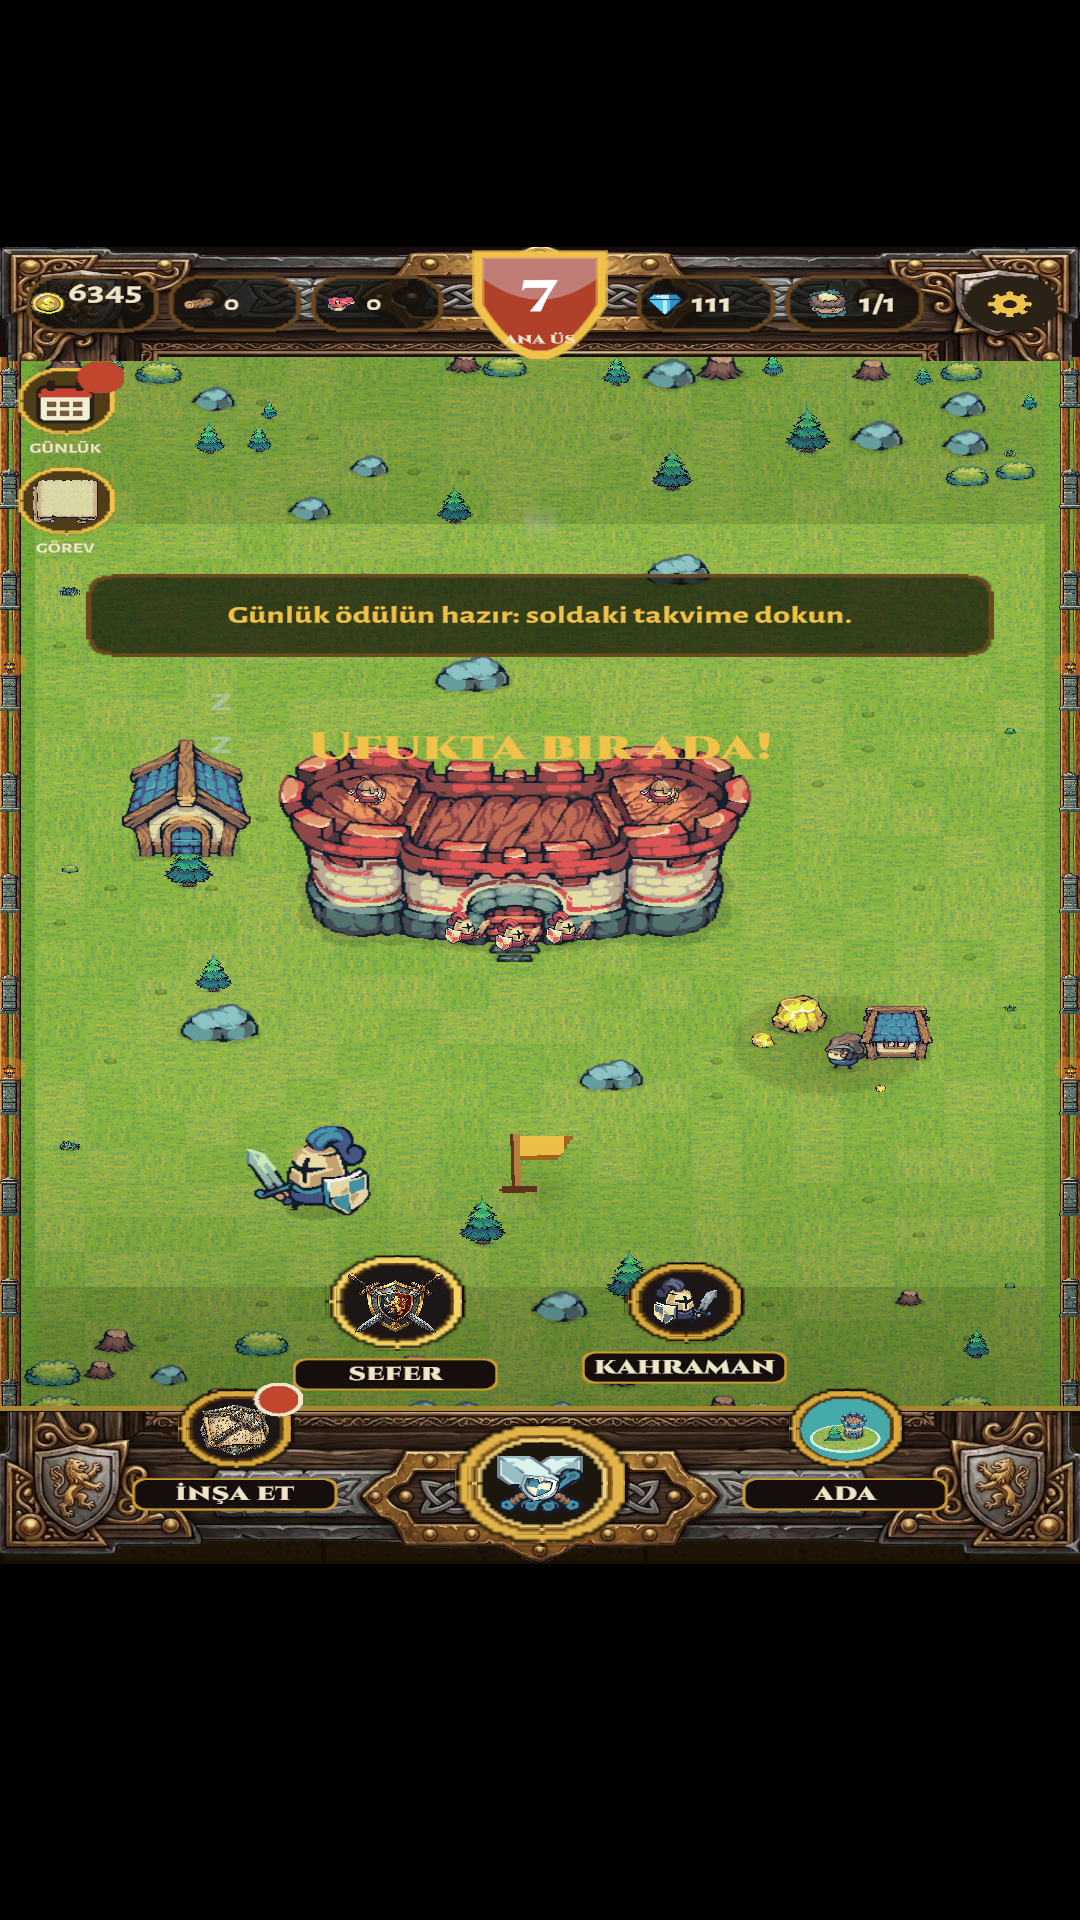 6345
0
0
7
ANA ÜS
111
1/1
GÜNLÜK
GÖREV
Günlük ödülün hazır: soldaki takvime dokun.
Z
Z
UFUKTA BIR ADA!
SEFER
KAHRAMAN
İNŞA ET
ADA